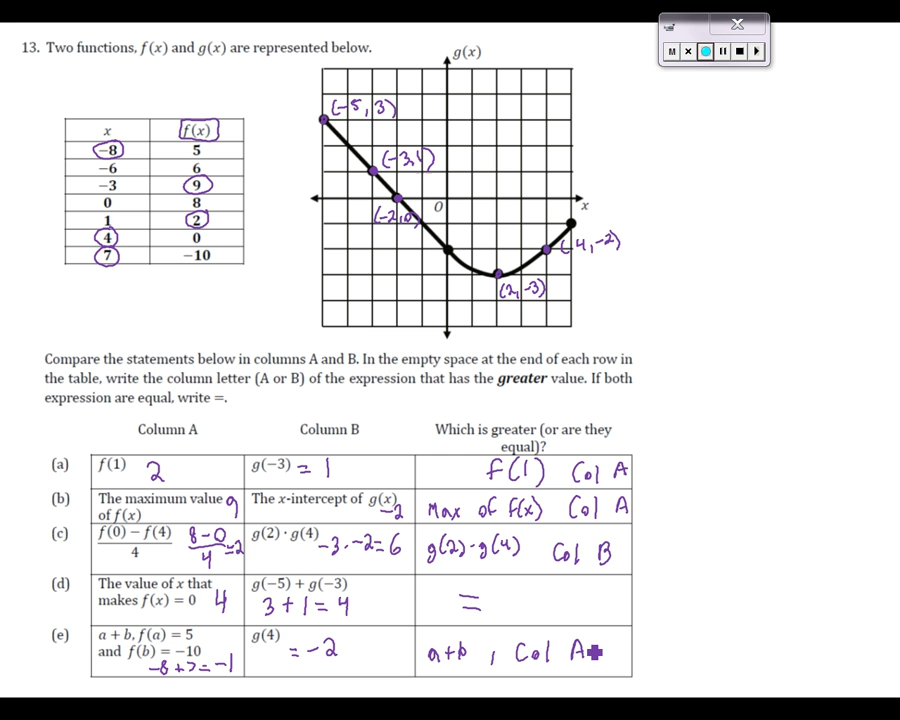 13. Two functions, f(x) and g(x) are represented below.
g(x)
M
(-5, 3)
x f(x)
-8 5
-6 6
-3 9
0 8
1 2
4 0
7 -10
(-3,1)
O
x
(-2,0)
(4,-2)
(2,-3)
Compare the statements below in columns A and B. In the empty space at the end of each row in
the table, write the column letter (A or B) of the expression that has the greater value. If both
expression are equal, write =.
Column A Column B Which is greater (or are they
equal)?
(a) f(1) 2 g(-3) = 1 f(1) Col A
(b) The maximum value 9 The x-intercept of g(x) Max of f(x) Col A
of f(x) -2
(c) f(0) - f(4) 8-0 g(2) · g(4) -3·-2=6 g(2)·g(4) Col B
4 4 =2
(d) The value of x that g(-5) + g(-3)
makes f(x) = 0 4 3 + 1 = 4 =
(e) a + b, f(a) = 5 g(4)
and f(b) = -10 = -2 a+b , Col A
-8+7=-1